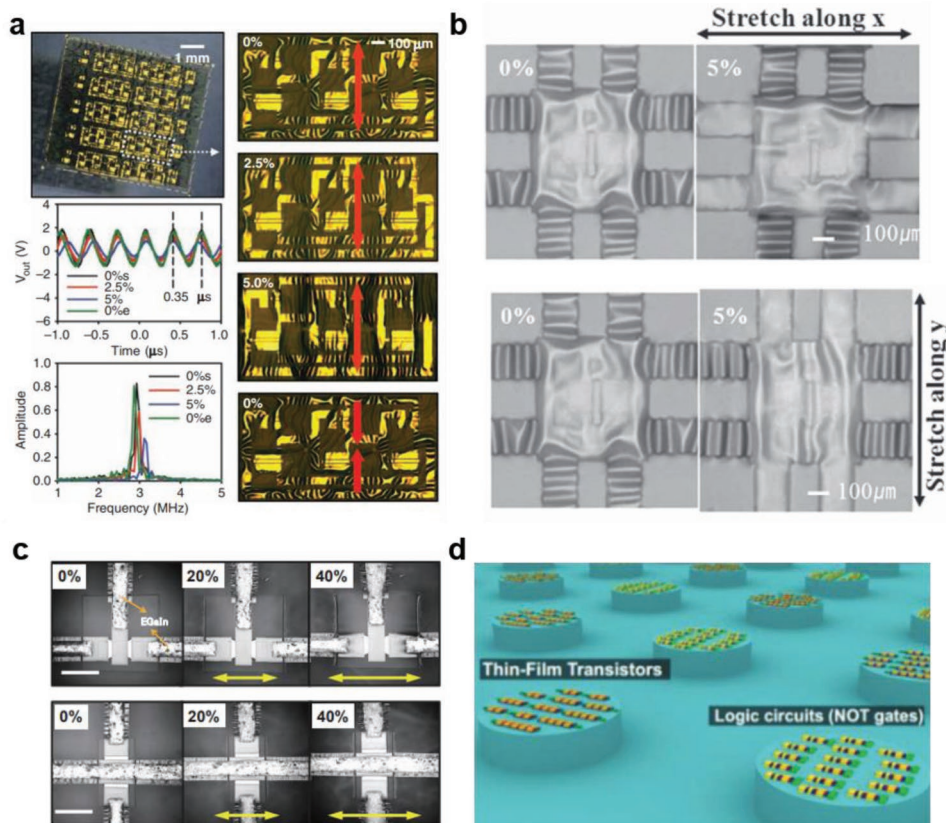 a
1 mm
0%
100 μm
2.5%
5.0%
0%
V_out (V)
4
2
0
−2
−4
−6
0%s
2.5%
5%
0%e
0.35
μs
−1.0
−0.5
0.0
0.5
1.0
Time (μs)
Amplitude
1.0
0.8
0.6
0.4
0.2
0.0
0%s
2.5%
5%
0%e
1
2
3
4
5
Frequency (MHz)
b
Stretch along x
0%
5%
100μm
0%
5%
100μm
Stretch along y
c
0%
20%
40%
EGaIn
0%
20%
40%
d
Thin-Film Transistors
Logic circuits (NOT gates)